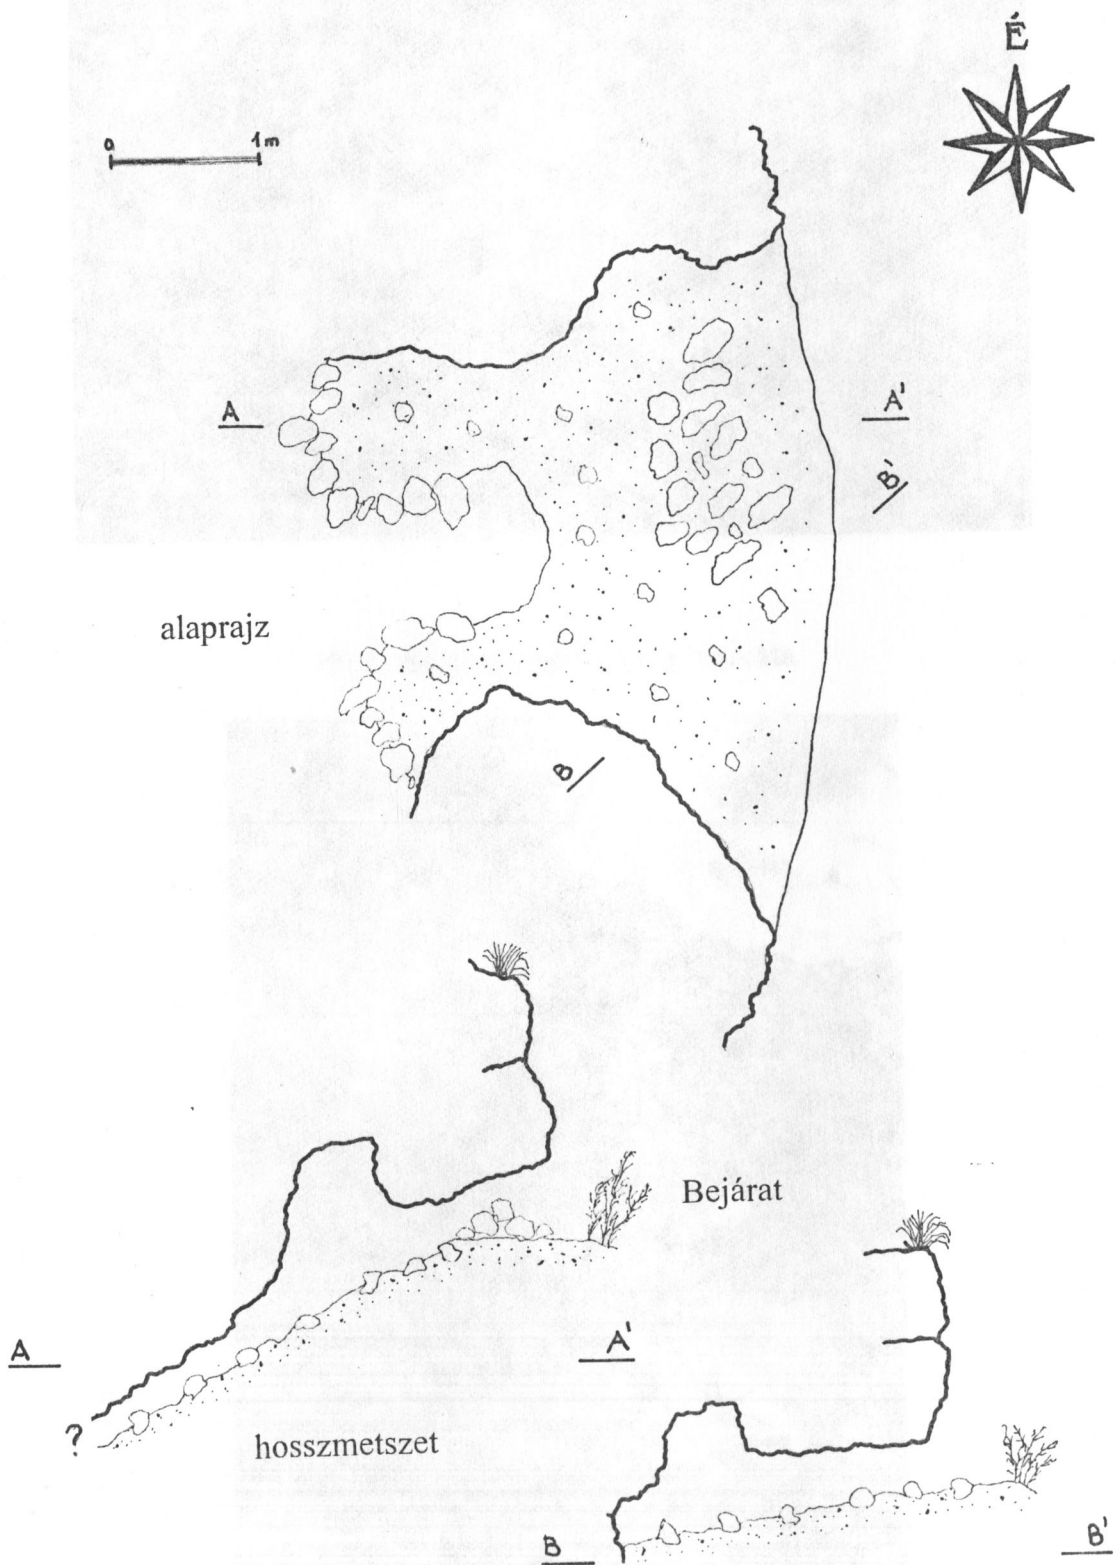 É
0 1m
A A'
B'
alaprajz
B
Bejárat
A A'
?
hosszmetszet
B B'